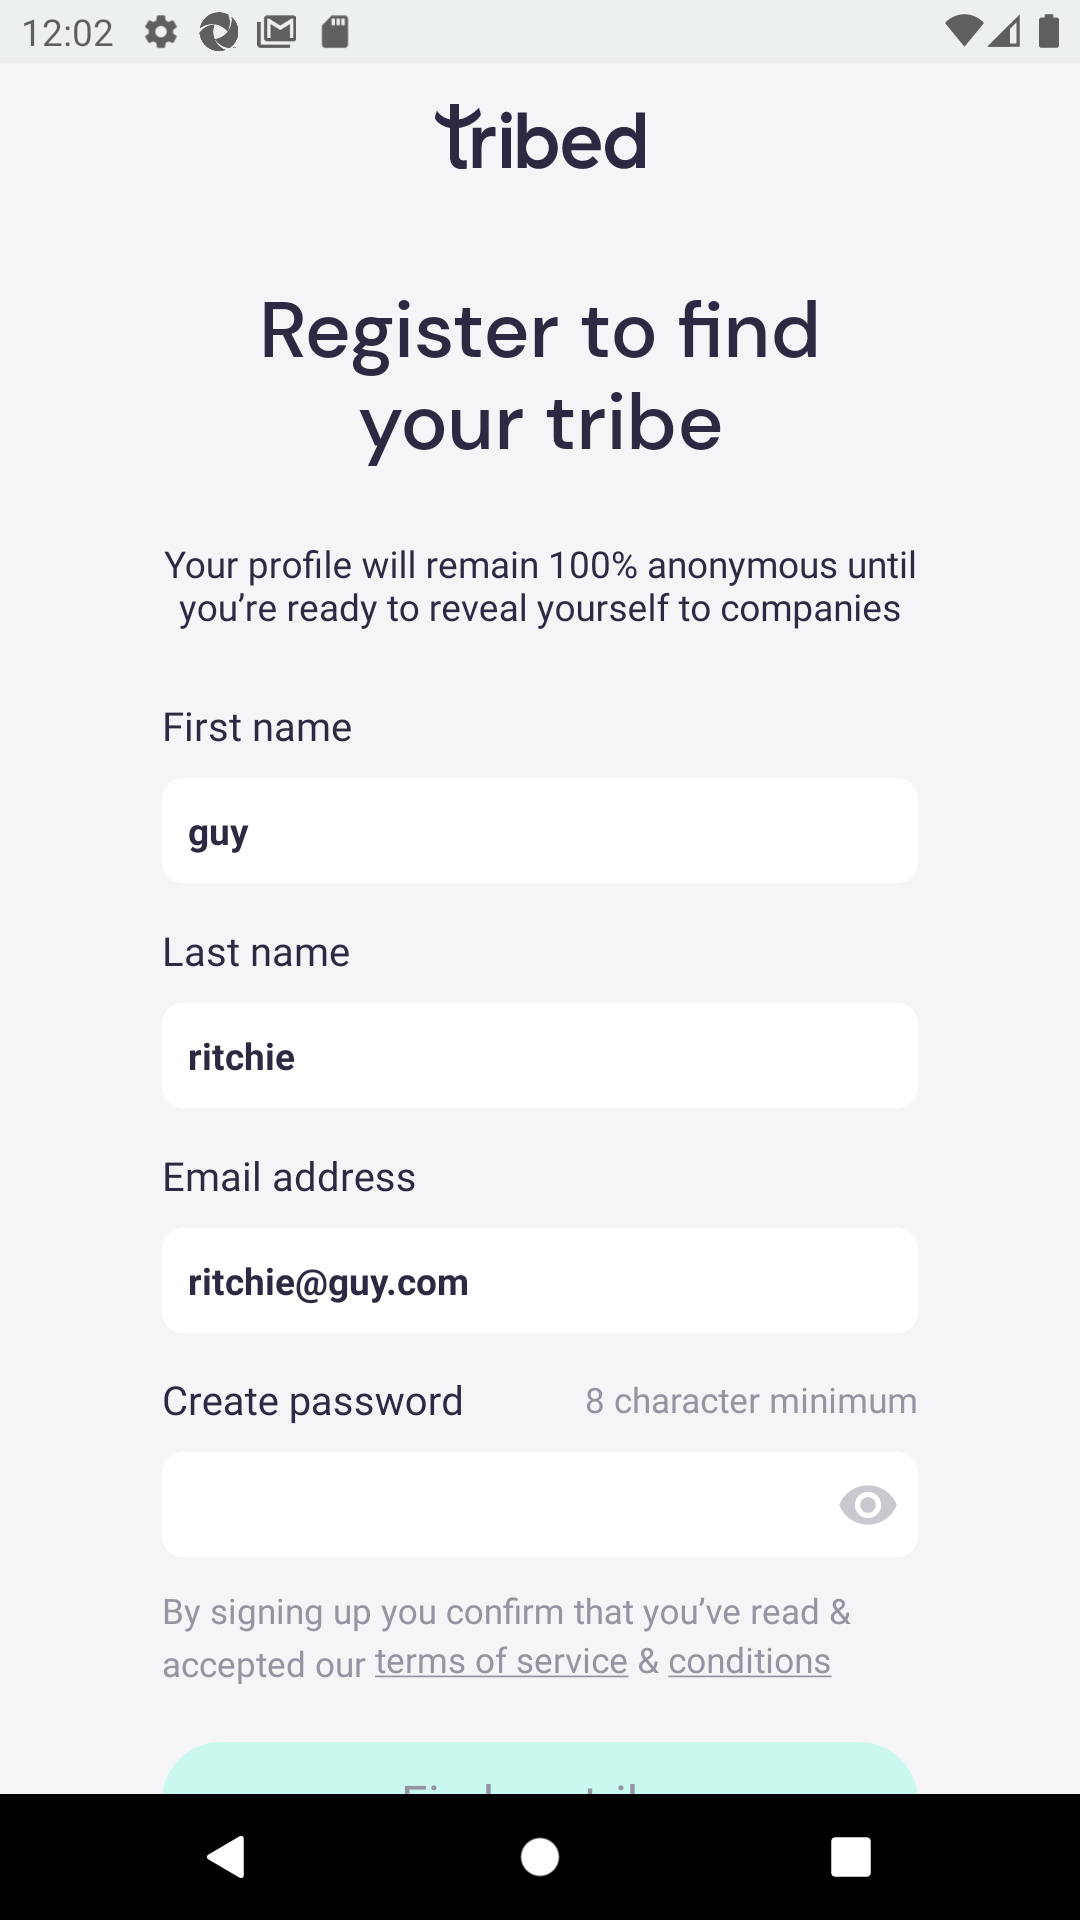 12:02
tribed
Register to find
your tribe
Your profile will remain 100% anonymous until
you’re ready to reveal yourself to companies
First name
guy
Last name
ritchie
Email address
ritchie@guy.com
Create password 8 character minimum
By signing up you confirm that you’ve read &
accepted our terms of service & conditions